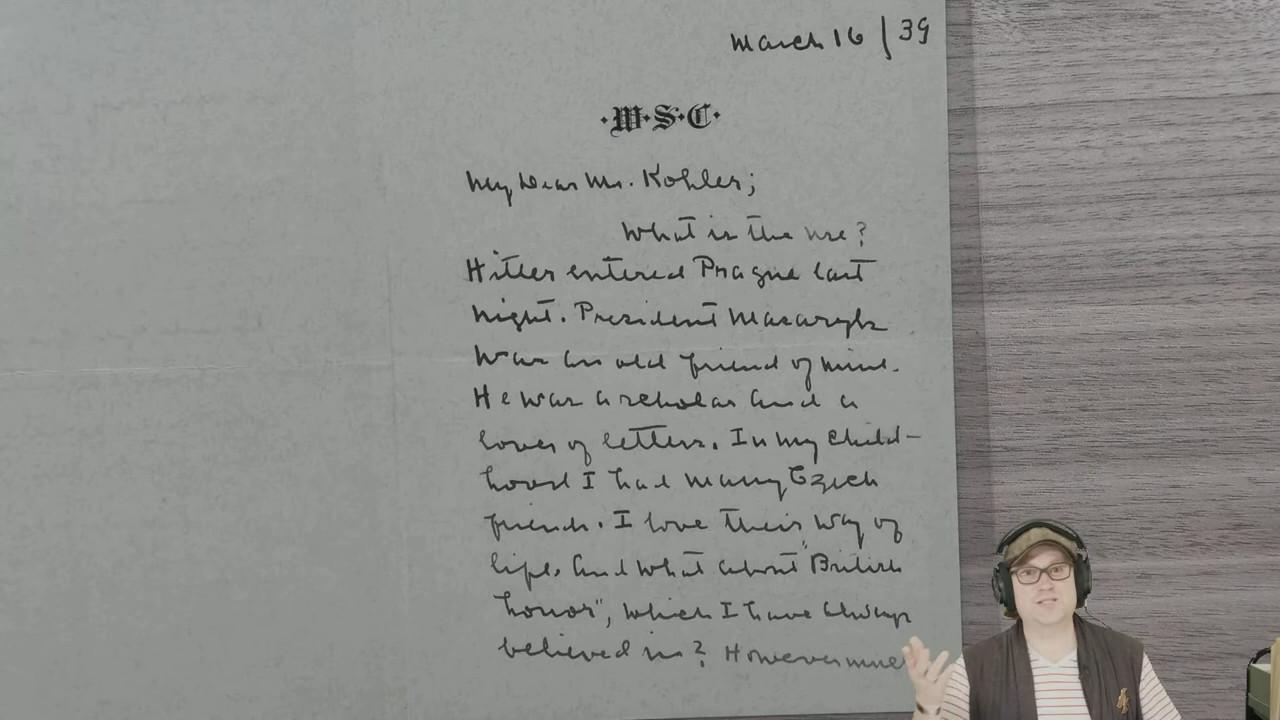 March 16 / 39
·W·S·C·
My Dear Mr. Kohler;
What is the use?
Hitler entered Prague last
night. President Masaryk
was an old friend of mine.
He was a scholar and a
lover of letters. In my child-
hood I had many Czech
friends. I love their way of
life. And what about "British
honor", which I have always
believed in? However much